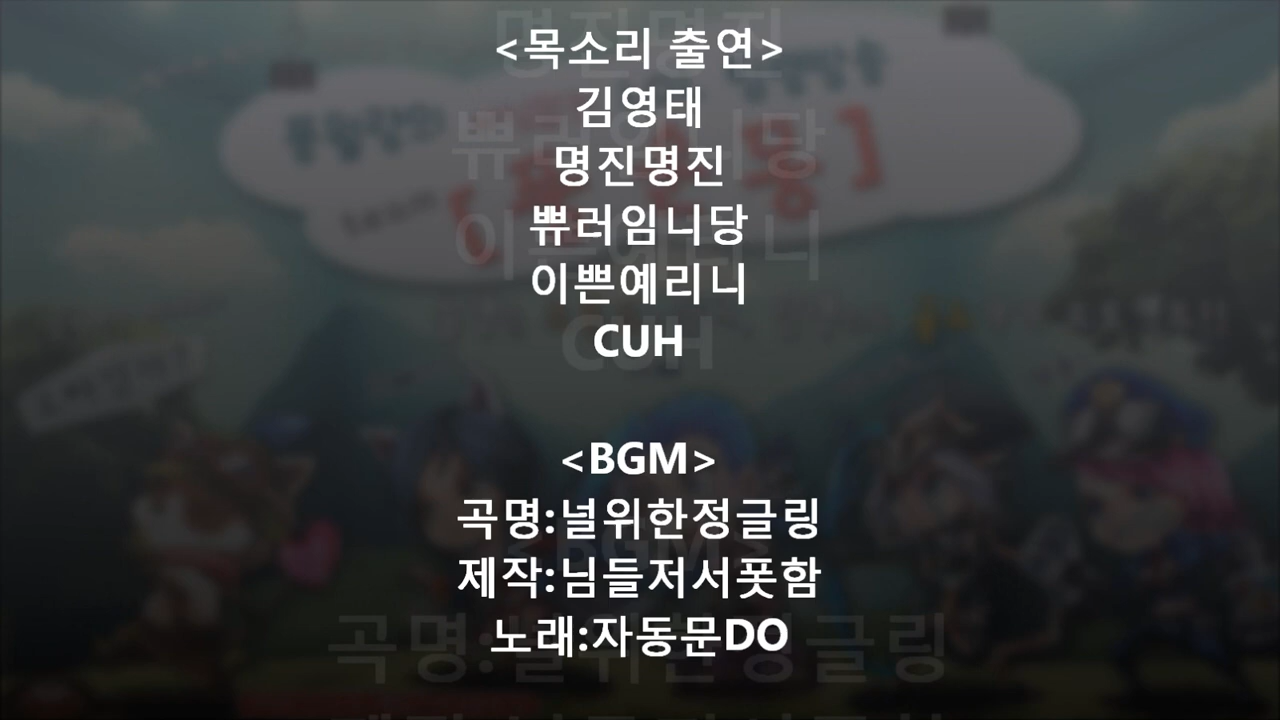 <목소리 출연>
김영태
명진명진
쀼러임니당
이쁜예리니
CUH
<BGM>
곡명:널위한정글링
제작:님들저서폿함
노래:자동문DO